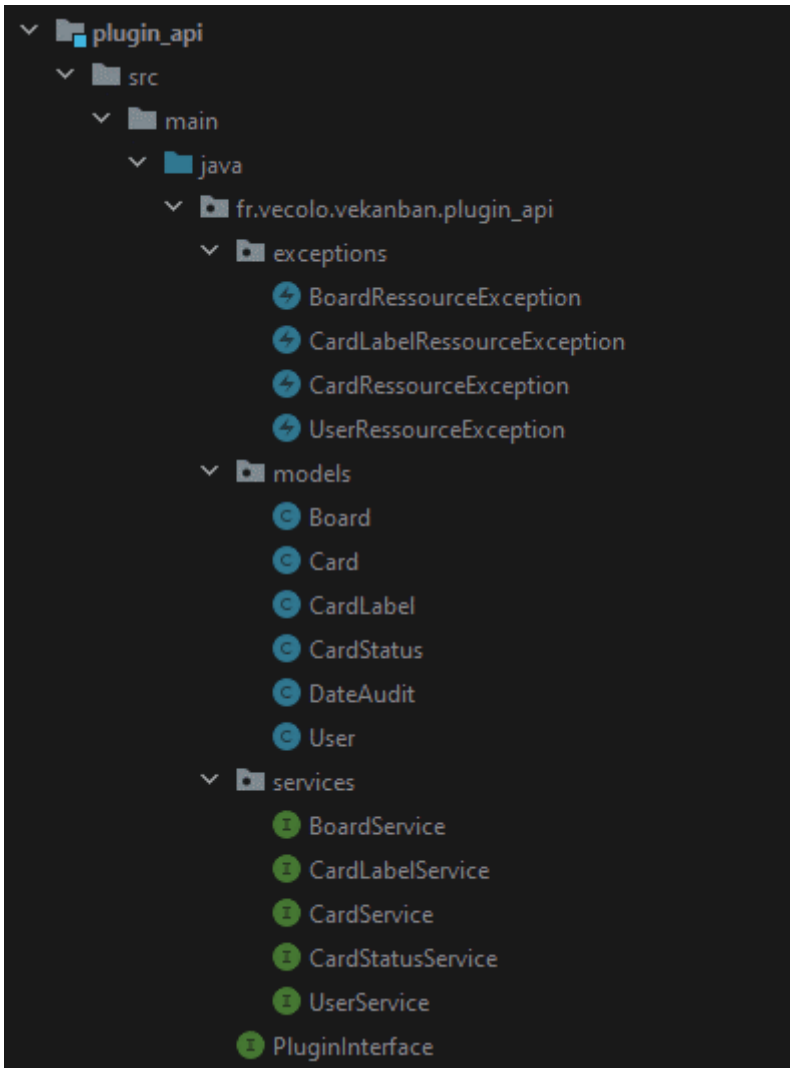 plugin_api
src
main
java
fr.vecolo.vekanban.plugin_api
exceptions
BoardRessourceException
CardLabelRessourceException
CardRessourceException
UserRessourceException
models
C Board
C Card
C CardLabel
C CardStatus
C DateAudit
C User
services
I BoardService
I CardLabelService
I CardService
I CardStatusService
I UserService
I PluginInterface